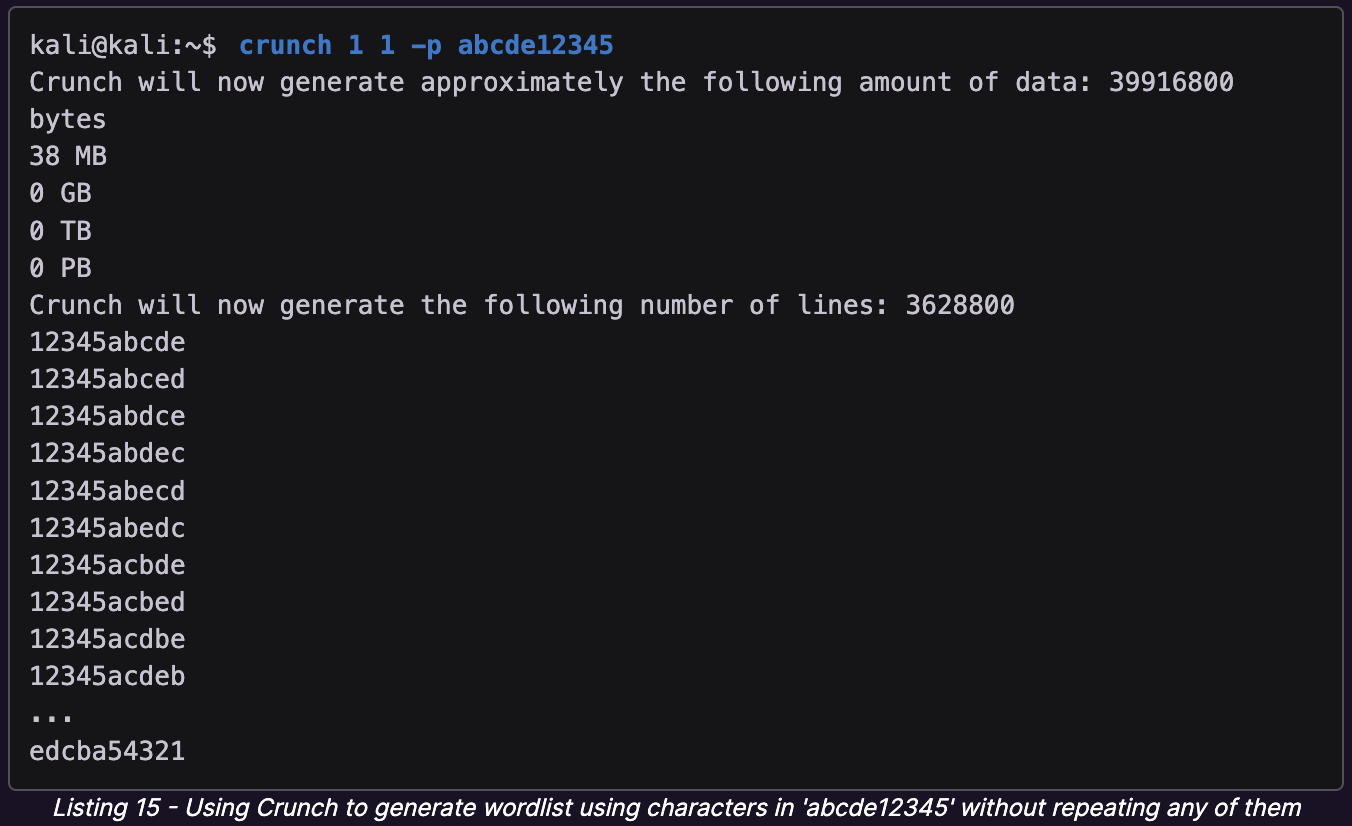 kali@kali:~$ crunch 1 1 -p abcde12345
Crunch will now generate approximately the following amount of data: 39916800
bytes
38 MB
0 GB
0 TB
0 PB
Crunch will now generate the following number of lines: 3628800
12345abcde
12345abced
12345abdce
12345abdec
12345abecd
12345abedc
12345acbde
12345acbed
12345acdbe
12345acdeb
...
edcba54321
Listing 15 - Using Crunch to generate wordlist using characters in 'abcde12345' without repeating any of them